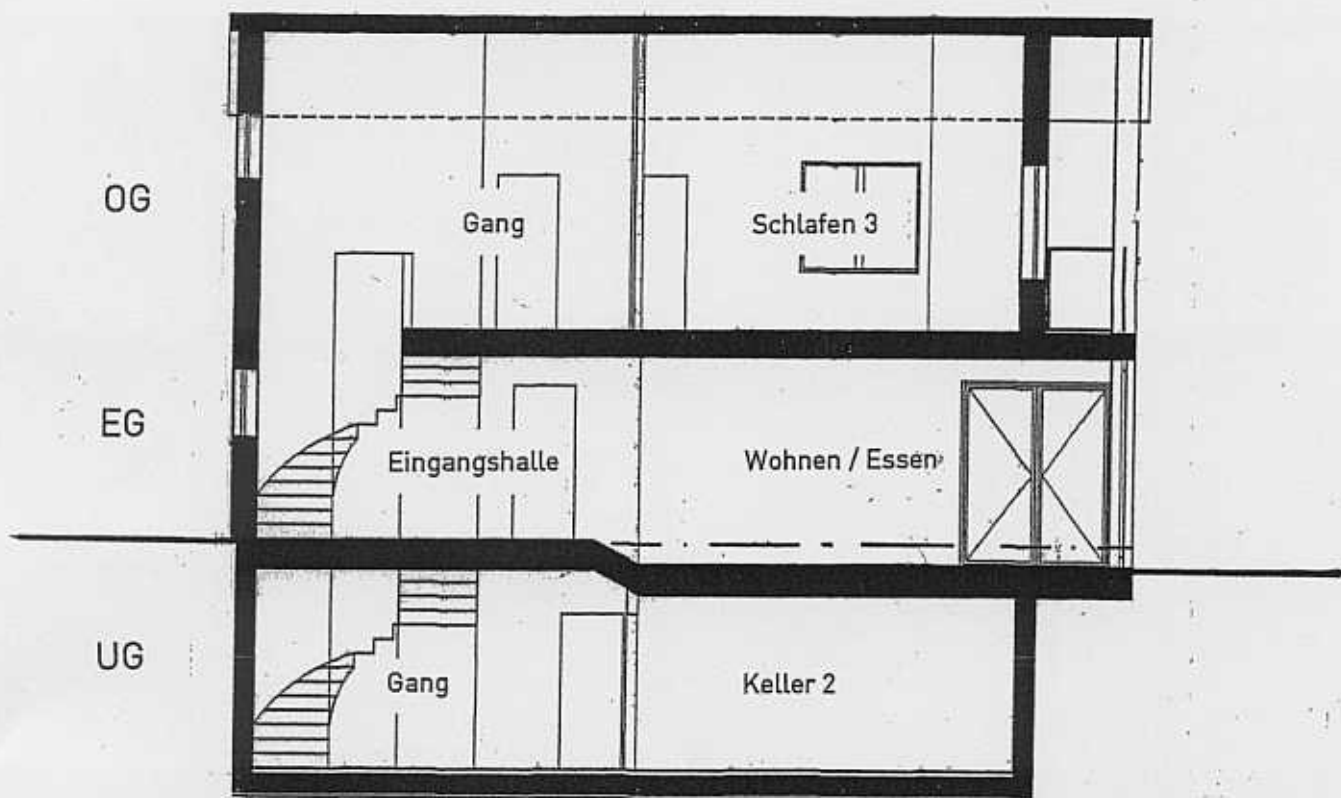 OG
Gang
Schlafen 3
EG
Eingangshalle
Wohnen / Essen
UG
Gang
Keller 2